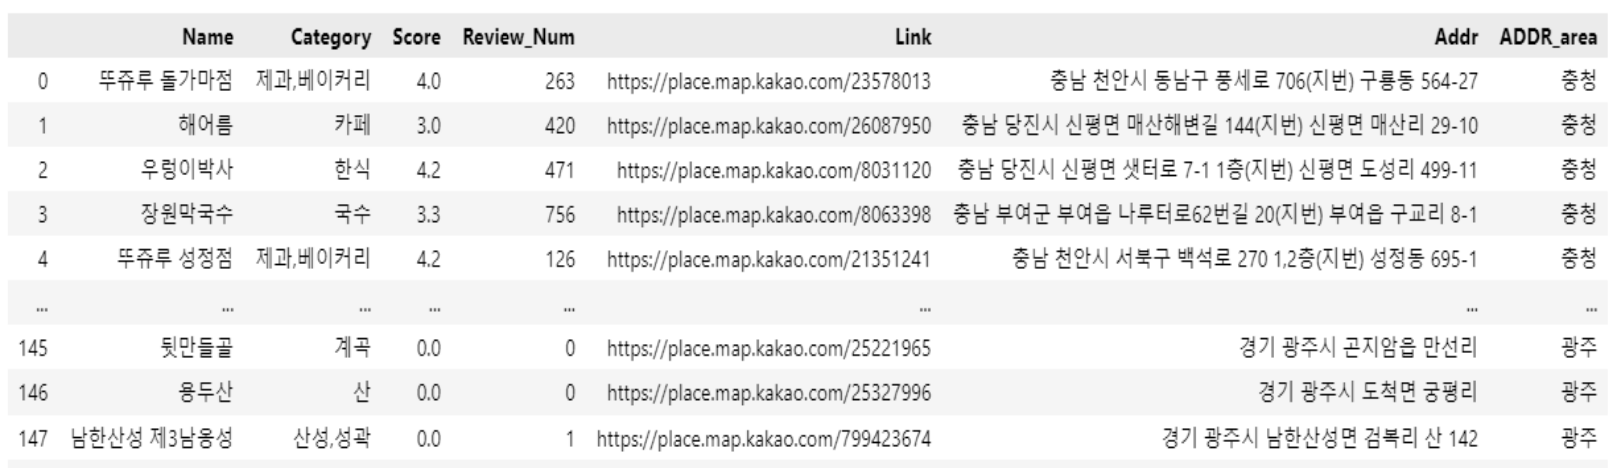 Name Category Score Review_Num Link Addr ADDR_area
0 뚜쥬루 돌가마점 제과,베이커리 4.0 263 https://place.map.kakao.com/23578013 충남 천안시 동남구 풍세로 706(지번) 구룡동 564-27 충청
1 해어름 카페 3.0 420 https://place.map.kakao.com/26087950 충남 당진시 신평면 매산해변길 144(지번) 신평면 매산리 29-10 충청
2 우렁이박사 한식 4.2 471 https://place.map.kakao.com/8031120 충남 당진시 신평면 샛터로 7-1 1층(지번) 신평면 도성리 499-11 충청
3 장원막국수 국수 3.3 756 https://place.map.kakao.com/8063398 충남 부여군 부여읍 나루터로62번길 20(지번) 부여읍 구교리 8-1 충청
4 뚜쥬루 성정점 제과,베이커리 4.2 126 https://place.map.kakao.com/21351241 충남 천안시 서북구 백석로 270 1,2층(지번) 성정동 695-1 충청
... ... ... ... ... ... ... ...
145 뒷만들골 계곡 0.0 0 https://place.map.kakao.com/25221965 경기 광주시 곤지암읍 만선리 광주
146 용두산 산 0.0 0 https://place.map.kakao.com/25327996 경기 광주시 도척면 궁평리 광주
147 남한산성 제3남옹성 산성,성곽 0.0 1 https://place.map.kakao.com/799423674 경기 광주시 남한산성면 검복리 산 142 광주